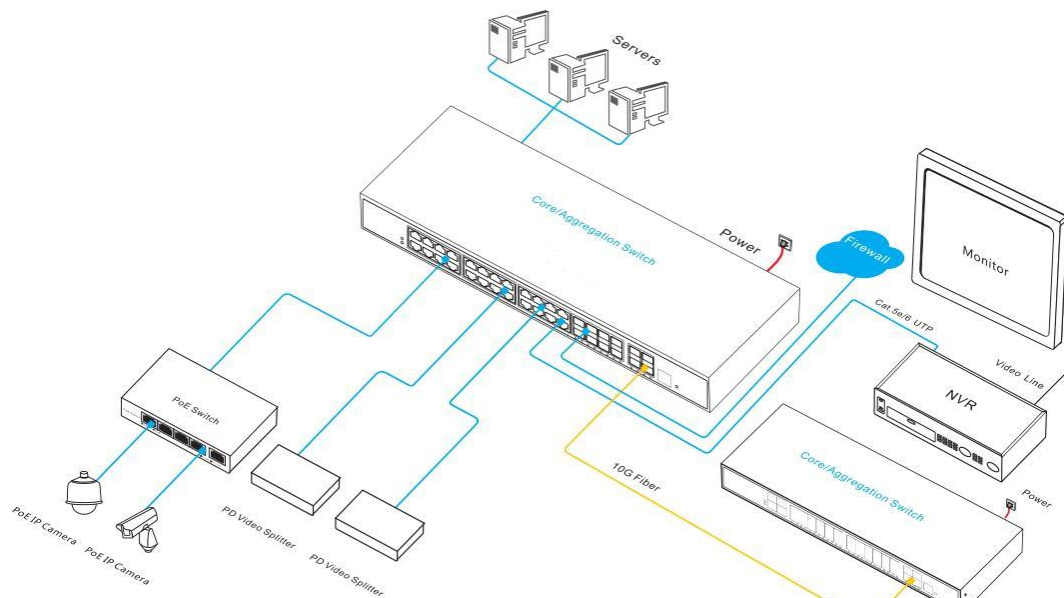 Servers
Core/Aggregation Switch
Power
Firewall
Monitor
Cat.5e/6 UTP
Video Line
NVR
PoE Switch
10G Fiber
Core/Aggregation Switch
Power
PoE IP Camera
PoE IP Camera
PD Video Splitter
PD Video Splitter